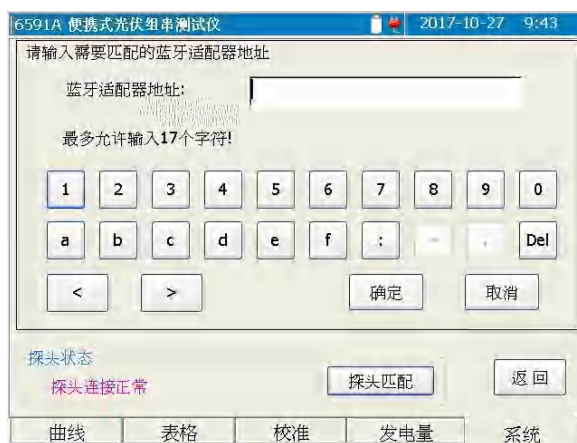 6591A 便携式光伏组串测试仪 2017-10-27 9:43
请输入需要匹配的蓝牙适配器地址
蓝牙适配器地址:
最多允许输入17个字符!
1 2 3 4 5 6 7 8 9 0
a b c d e f : - . Del
< > 确定 取消
探头状态
探头连接正常 探头匹配 返回
曲线 表格 校准 发电量 系统